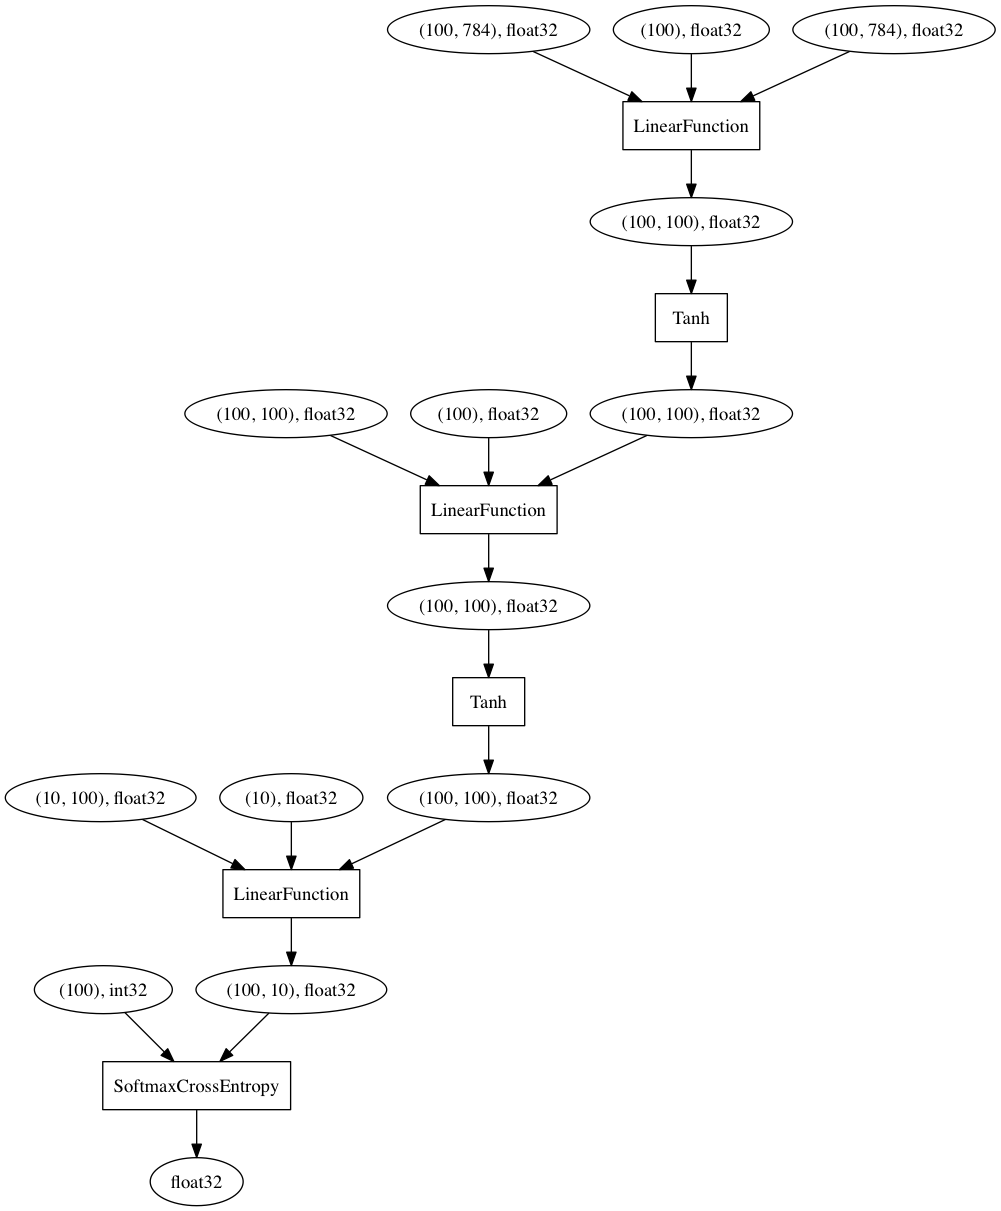 (100, 784), float32
(100), float32
(100, 784), float32
LinearFunction
(100, 100), float32
Tanh
(100, 100), float32
(100), float32
(100, 100), float32
LinearFunction
(100, 100), float32
Tanh
(10, 100), float32
(10), float32
(100, 100), float32
LinearFunction
(100), int32
(100, 10), float32
SoftmaxCrossEntropy
float32